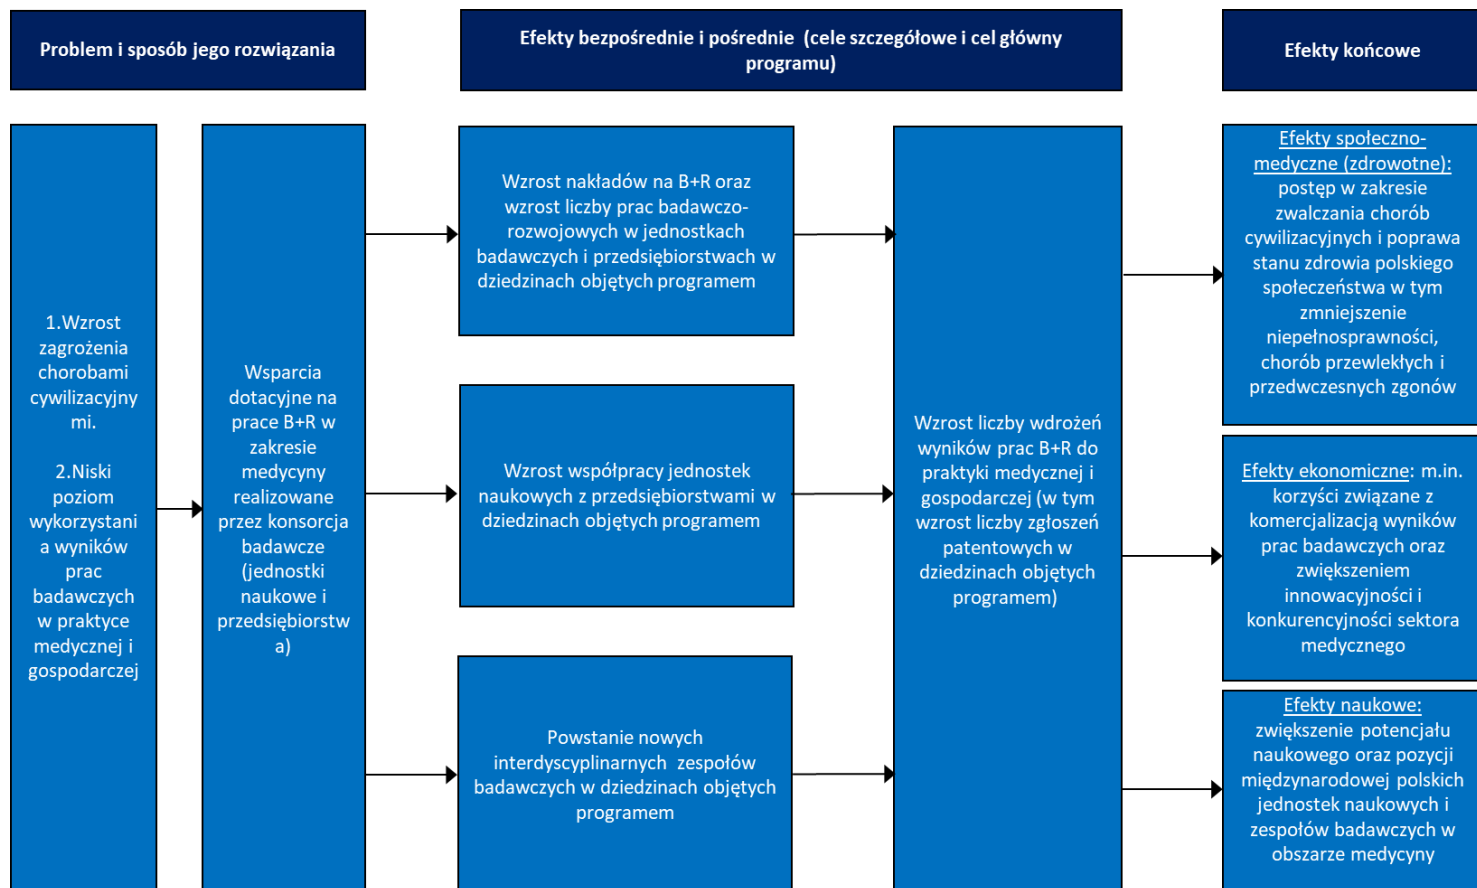 Problem i sposób jego rozwiązania
Efekty bezpośrednie i pośrednie (cele szczegółowe i cel główny
programu)
Efekty końcowe
1.Wzrost
zagrożenia
chorobami
cywilizacyjny
mi.
2.Niski
poziom
wykorzystani
a wyników
prac
badawczych
w praktyce
medycznej i
gospodarczej
Wsparcia
dotacyjne na
prace B+R w
zakresie
medycyny
realizowane
przez konsorcja
badawcze
(jednostki
naukowe i
przedsiębiorstw
a)
Wzrost nakładów na B+R oraz
wzrost liczby prac badawczo-
rozwojowych w jednostkach
badawczych i przedsiębiorstwach w
dziedzinach objętych programem
Wzrost współpracy jednostek
naukowych z przedsiębiorstwami w
dziedzinach objętych programem
Powstanie nowych
interdyscyplinarnych zespołów
badawczych w dziedzinach objętych
programem
Wzrost liczby wdrożeń
wyników prac B+R do
praktyki medycznej i
gospodarczej (w tym
wzrost liczby zgłoszeń
patentowych w
dziedzinach objętych
programem)
Efekty społeczno-
medyczne (zdrowotne):
postęp w zakresie
zwalczania chorób
cywilizacyjnych i poprawa
stanu zdrowia polskiego
społeczeństwa w tym
zmniejszenie
niepełnosprawności,
chorób przewlekłych i
przedwczesnych zgonów
Efekty ekonomiczne: m.in.
korzyści związane z
komercjalizacją wyników
prac badawczych oraz
zwiększeniem
innowacyjności i
konkurencyjności sektora
medycznego
Efekty naukowe:
zwiększenie potencjału
naukowego oraz pozycji
międzynarodowej polskich
jednostek naukowych i
zespołów badawczych w
obszarze medycyny